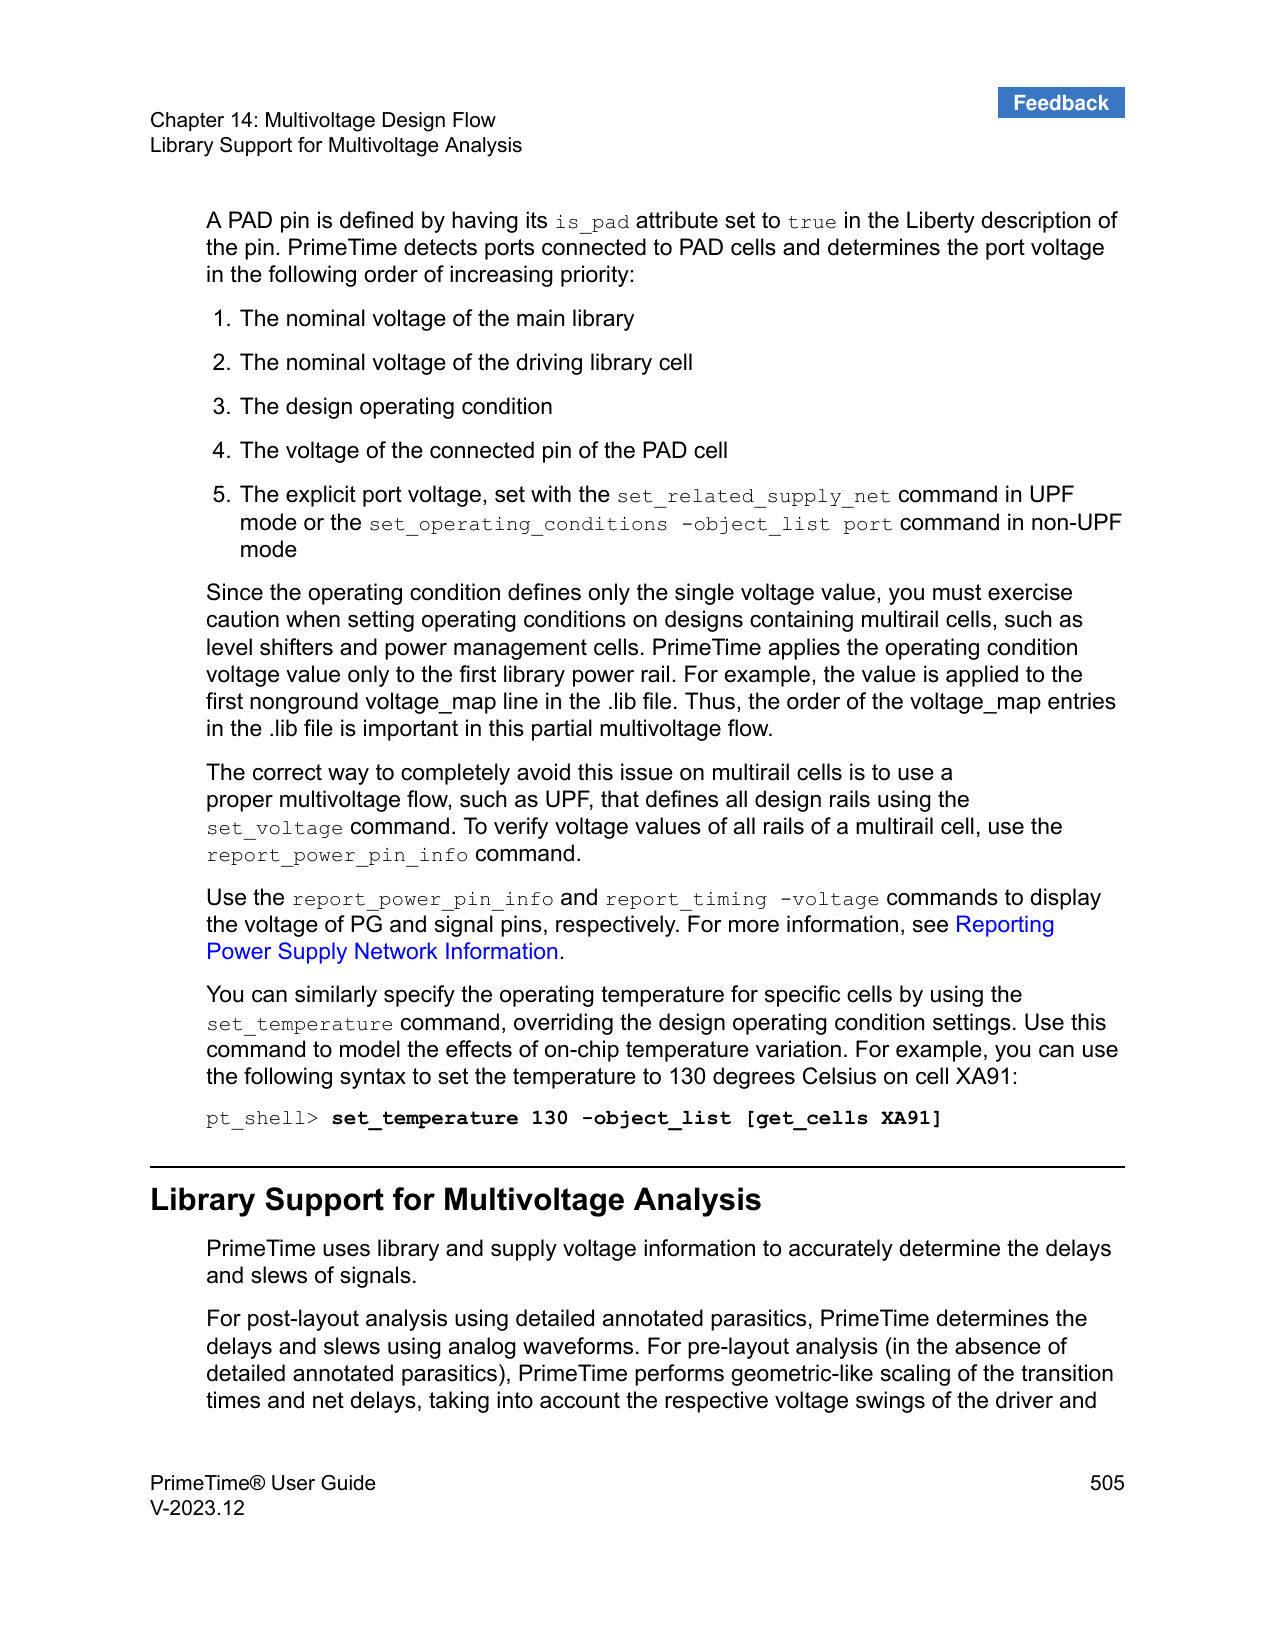 Feedback
Chapter 14: Multivoltage Design Flow
Library Support for Multivoltage Analysis
A PAD pin is defined by having its is_pad attribute set to true in the Liberty description of
the pin. PrimeTime detects ports connected to PAD cells and determines the port voltage
in the following order of increasing priority:
1. The nominal voltage of the main library
2. The nominal voltage of the driving library cell
3. The design operating condition
4. The voltage of the connected pin of the PAD cell
5. The explicit port voltage, set with the set_related_supply_net command in UPF
mode or the set_operating_conditions -object_list port command in non-UPF
mode
Since the operating condition defines only the single voltage value, you must exercise
caution when setting operating conditions on designs containing multirail cells, such as
level shifters and power management cells. PrimeTime applies the operating condition
voltage value only to the first library power rail. For example, the value is applied to the
first nonground voltage_map line in the .lib file. Thus, the order of the voltage_map entries
in the .lib file is important in this partial multivoltage flow.
The correct way to completely avoid this issue on multirail cells is to use a
proper multivoltage flow, such as UPF, that defines all design rails using the
set_voltage command. To verify voltage values of all rails of a multirail cell, use the
report_power_pin_info command.
Use the report_power_pin_info and report_timing -voltage commands to display
the voltage of PG and signal pins, respectively. For more information, see Reporting
Power Supply Network Information.
You can similarly specify the operating temperature for specific cells by using the
set_temperature command, overriding the design operating condition settings. Use this
command to model the effects of on-chip temperature variation. For example, you can use
the following syntax to set the temperature to 130 degrees Celsius on cell XA91:
pt_shell> set_temperature 130 -object_list [get_cells XA91]
Library Support for Multivoltage Analysis
PrimeTime uses library and supply voltage information to accurately determine the delays
and slews of signals.
For post-layout analysis using detailed annotated parasitics, PrimeTime determines the
delays and slews using analog waveforms. For pre-layout analysis (in the absence of
detailed annotated parasitics), PrimeTime performs geometric-like scaling of the transition
times and net delays, taking into account the respective voltage swings of the driver and
PrimeTime® User Guide
V-2023.12
505